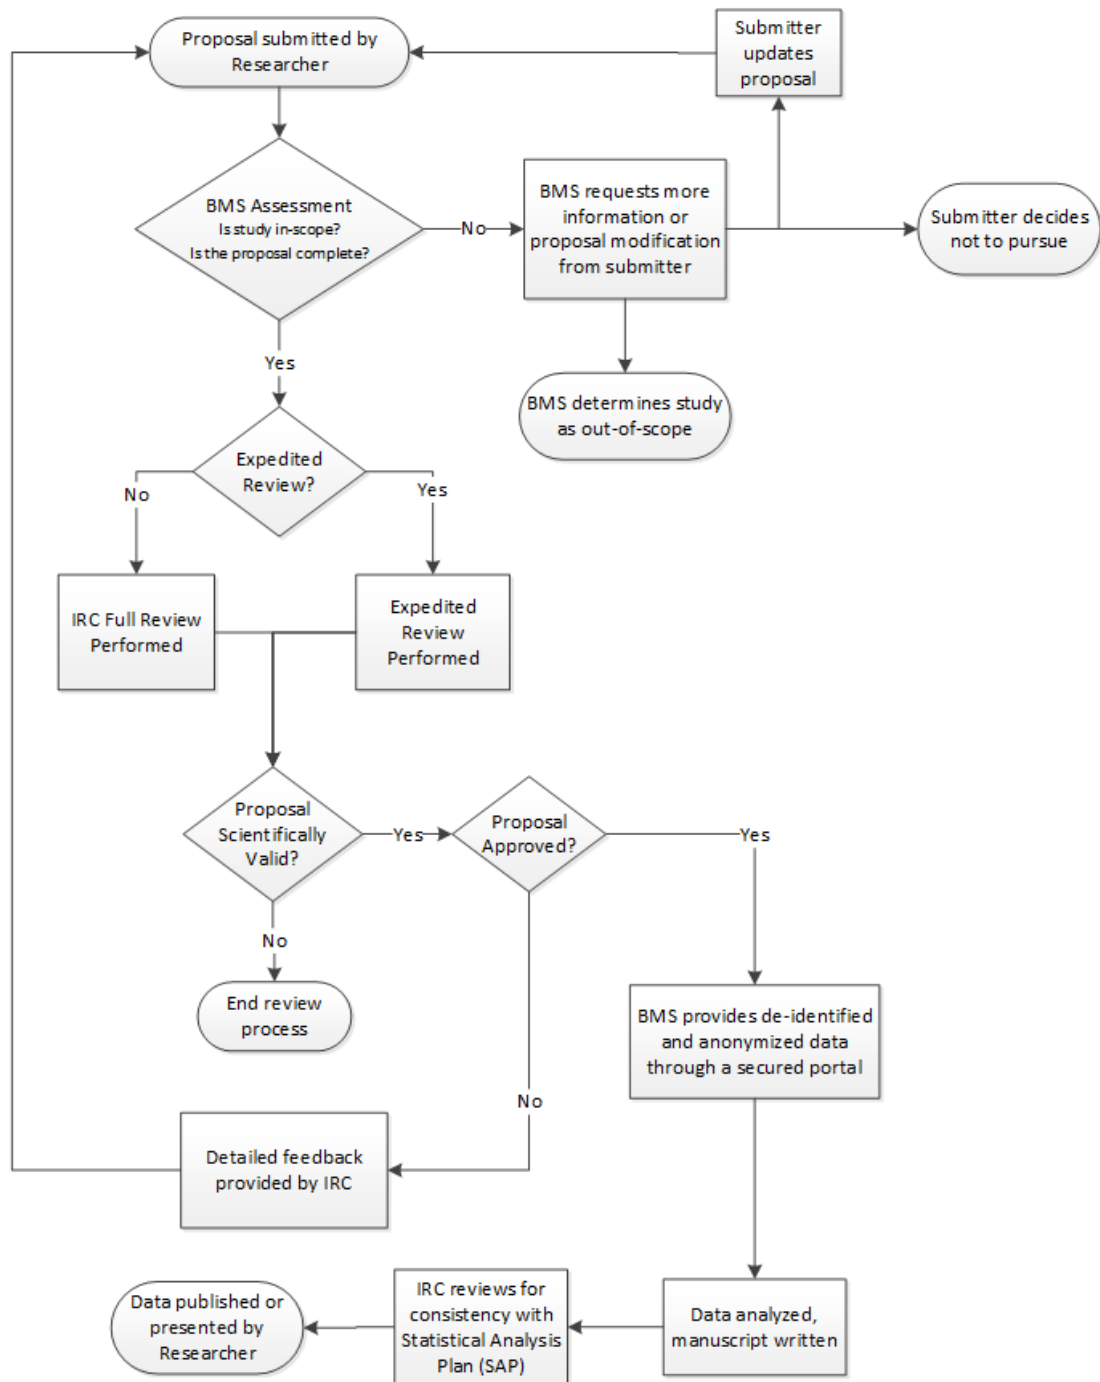 Proposal submitted by
Researcher
Submitter
updates
proposal
BMS Assessment
Is study in-scope?
Is the proposal complete?
No
BMS requests more
information or
proposal modification
from submitter
Submitter decides
not to pursue
Yes
BMS determines study
as out-of-scope
Expedited
Review?
No
Yes
IRC Full Review
Performed
Expedited
Review
Performed
Proposal
Scientifically
Valid?
Yes
Proposal
Approved?
Yes
No
End review
process
BMS provides de-identified
and anonymized data
through a secured portal
No
Detailed feedback
provided by IRC
Data published or
presented by
Researcher
IRC reviews for
consistency with
Statistical Analysis
Plan (SAP)
Data analyzed,
manuscript written